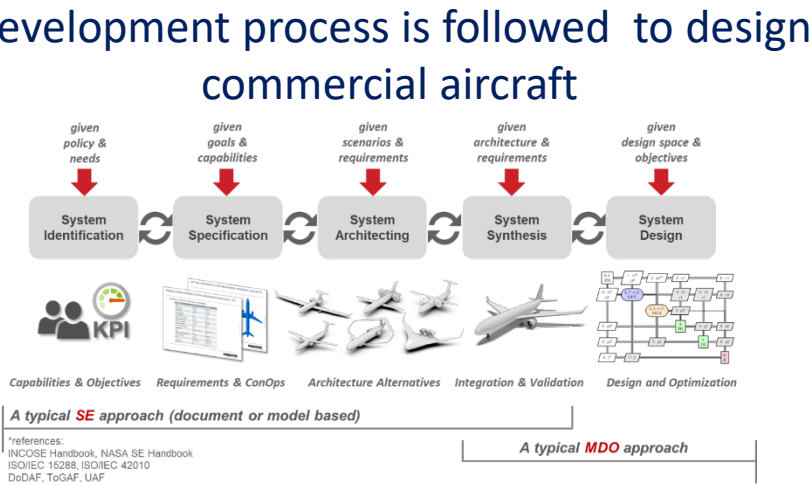 evelopment process is followed to design
commercial aircraft
given
policy &
needs
given
goals &
capabilities
given
scenarios &
requirements
given
architecture &
requirements
given
design space &
objectives
System
Identification
System
Specification
System
Architecting
System
Synthesis
System
Design
KPI
Capabilities & Objectives
Requirements & ConOps
Architecture Alternatives
Integration & Validation
Design and Optimization
A typical SE approach (document or model based)
*references:
INCOSE Handbook, NASA SE Handbook
ISO/IEC 15288, ISO/IEC 42010
DoDAF, ToGAF, UAF
A typical MDO approach